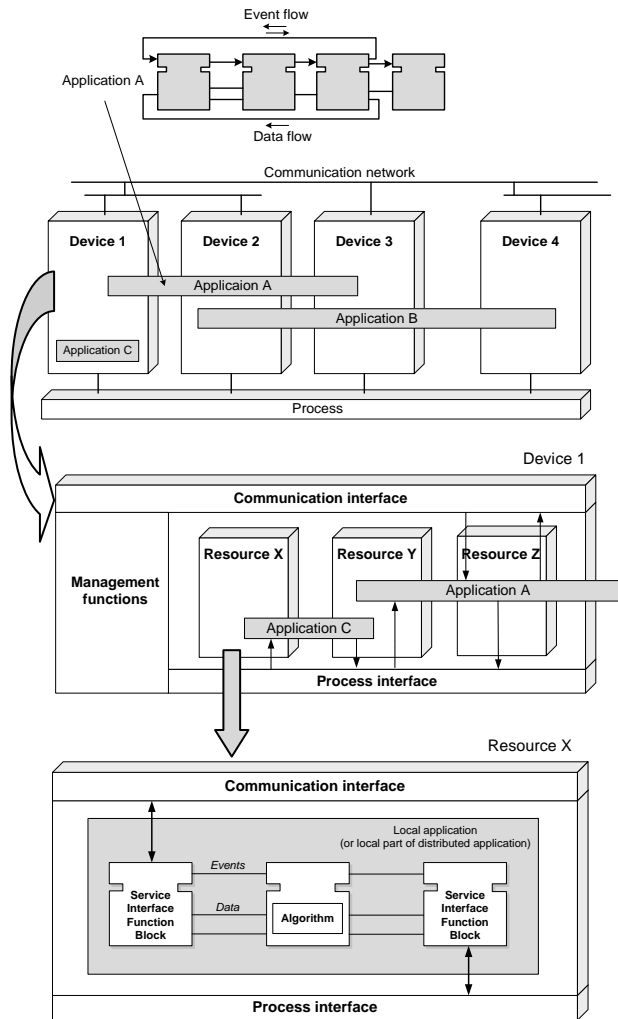 Event flow
Application A
Data flow
Communication network
Device 1
Device 2
Device 3
Device 4
Applicaion A
Application B
Application C
Process
Device 1
Communication interface
Resource X
Resource Y
Resource Z
Management
functions
Application A
Application C
Process interface
Resource X
Communication interface
Local application
(or local part of distributed application)
Events
Service
Interface
Function
Block
Data
Algorithm
Service
Interface
Function
Block
Process interface